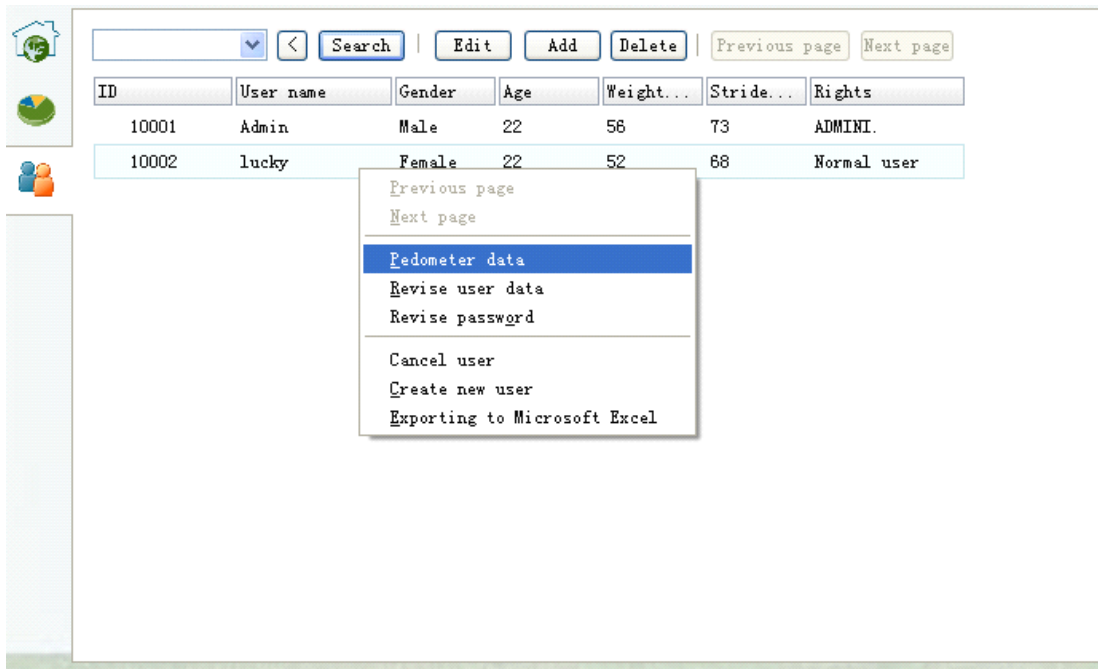 < Search Edit Add Delete Previous page Next page
ID User name Gender Age Weight... Stride... Rights
10001 Admin Male 22 56 73 ADMINI.
10002 lucky Female 22 52 68 Normal user
Previous page
Next page
Pedometer data
Revise user data
Revise password
Cancel user
Create new user
Exporting to Microsoft Excel